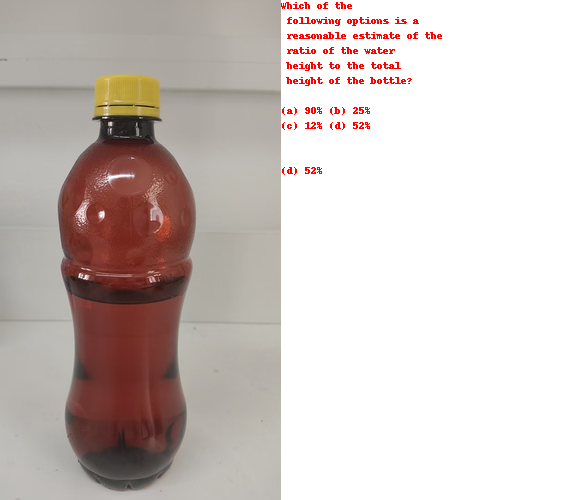 Which of the
following options is a
reasonable estimate of the
ratio of the water
height to the total
height of the bottle?
(a) 90% (b) 25%
(c) 12% (d) 52%
(d) 52%